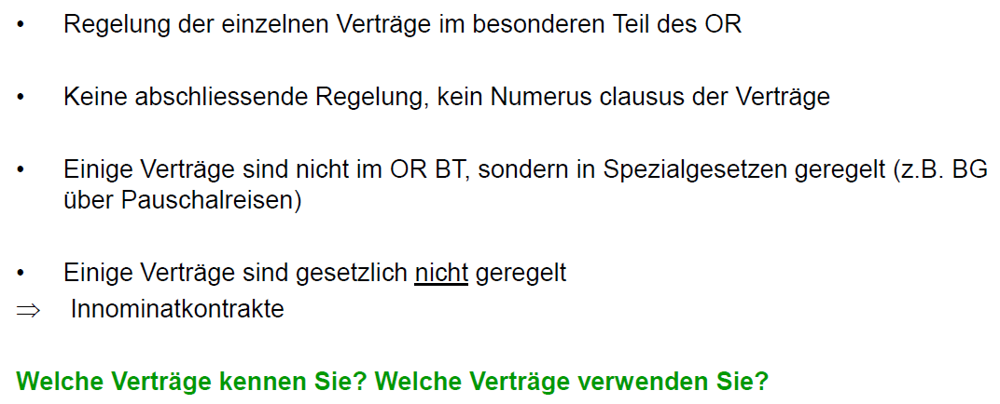 • Regelung der einzelnen Verträge im besonderen Teil des OR
• Keine abschliessende Regelung, kein Numerus clausus der Verträge
• Einige Verträge sind nicht im OR BT, sondern in Spezialgesetzen geregelt (z.B. BG
über Pauschalreisen)
• Einige Verträge sind gesetzlich nicht geregelt
⇒ Innominatkontrakte
Welche Verträge kennen Sie? Welche Verträge verwenden Sie?